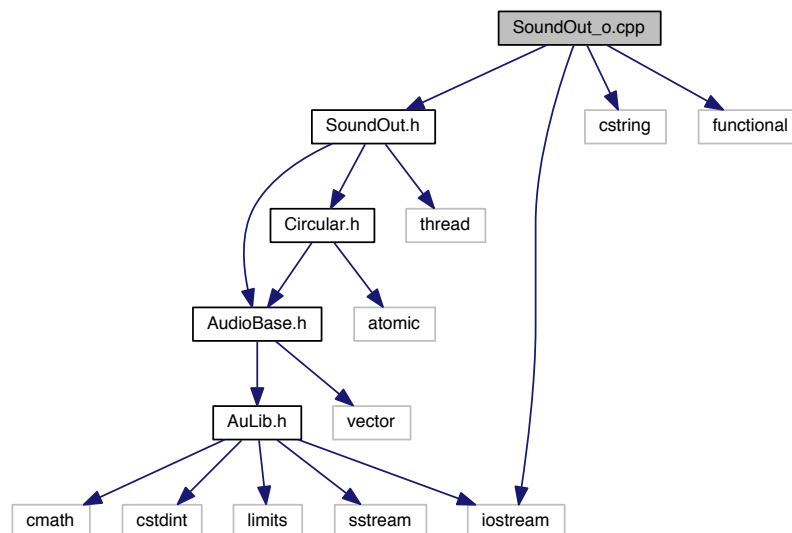 SoundOut_o.cpp
SoundOut.h
cstring
functional
Circular.h
thread
AudioBase.h
atomic
AuLib.h
vector
cmath
cstdint
limits
sstream
iostream